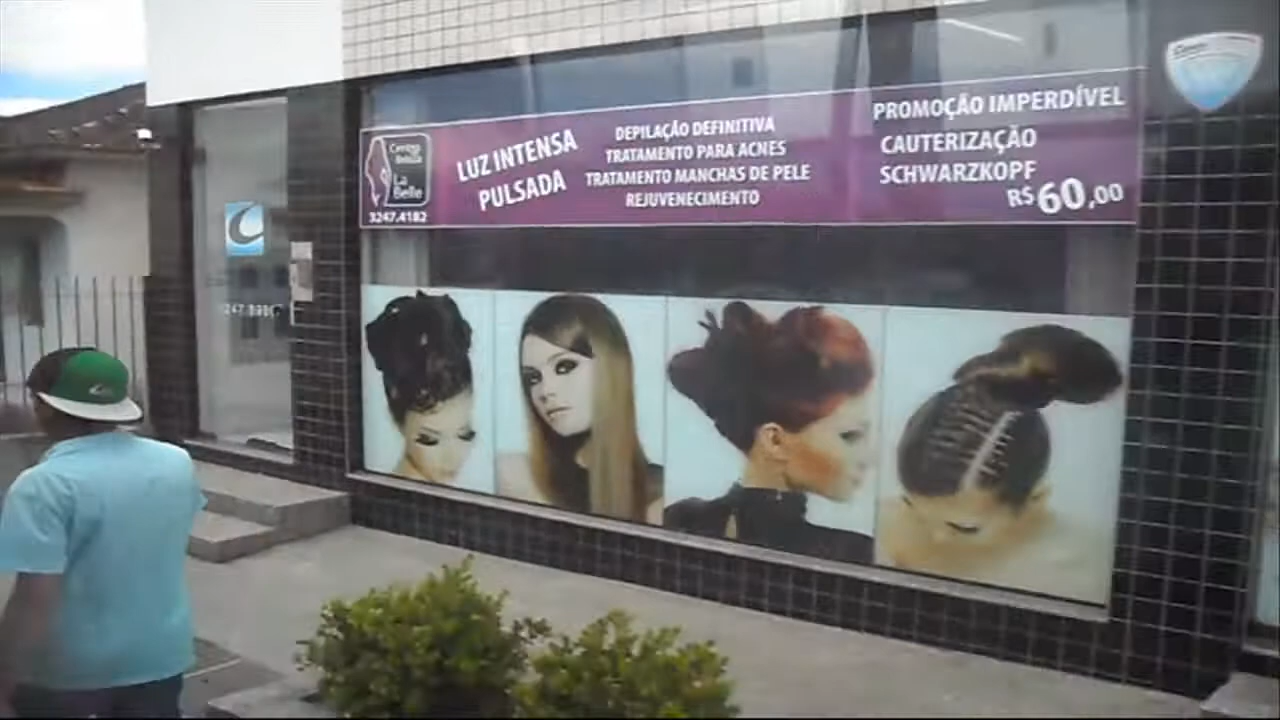 Centro
de Beleza
La
Belle
3247.4182
LUZ INTENSA
PULSADA
DEPILAÇÃO DEFINITIVA
TRATAMENTO PARA ACNES
TRATAMENTO MANCHAS DE PELE
REJUVENECIMENTO
PROMOÇÃO IMPERDÍVEL
CAUTERIZAÇÃO
SCHWARZKOPF
R$60,00